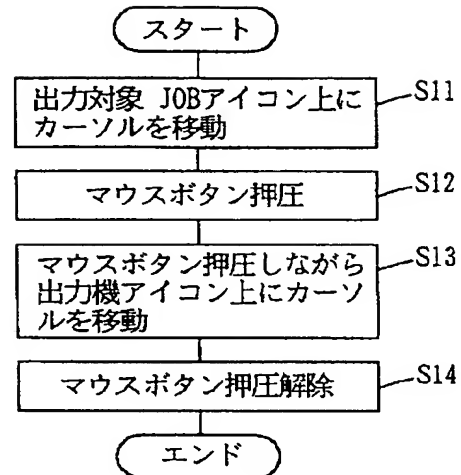 スタート
出力対象 JOBアイコン上に
カーソルを移動
S11
マウスボタン押圧
S12
マウスボタン押圧しながら
出力機アイコン上にカーソ
ルを移動
S13
マウスボタン押圧解除
S14
エンド